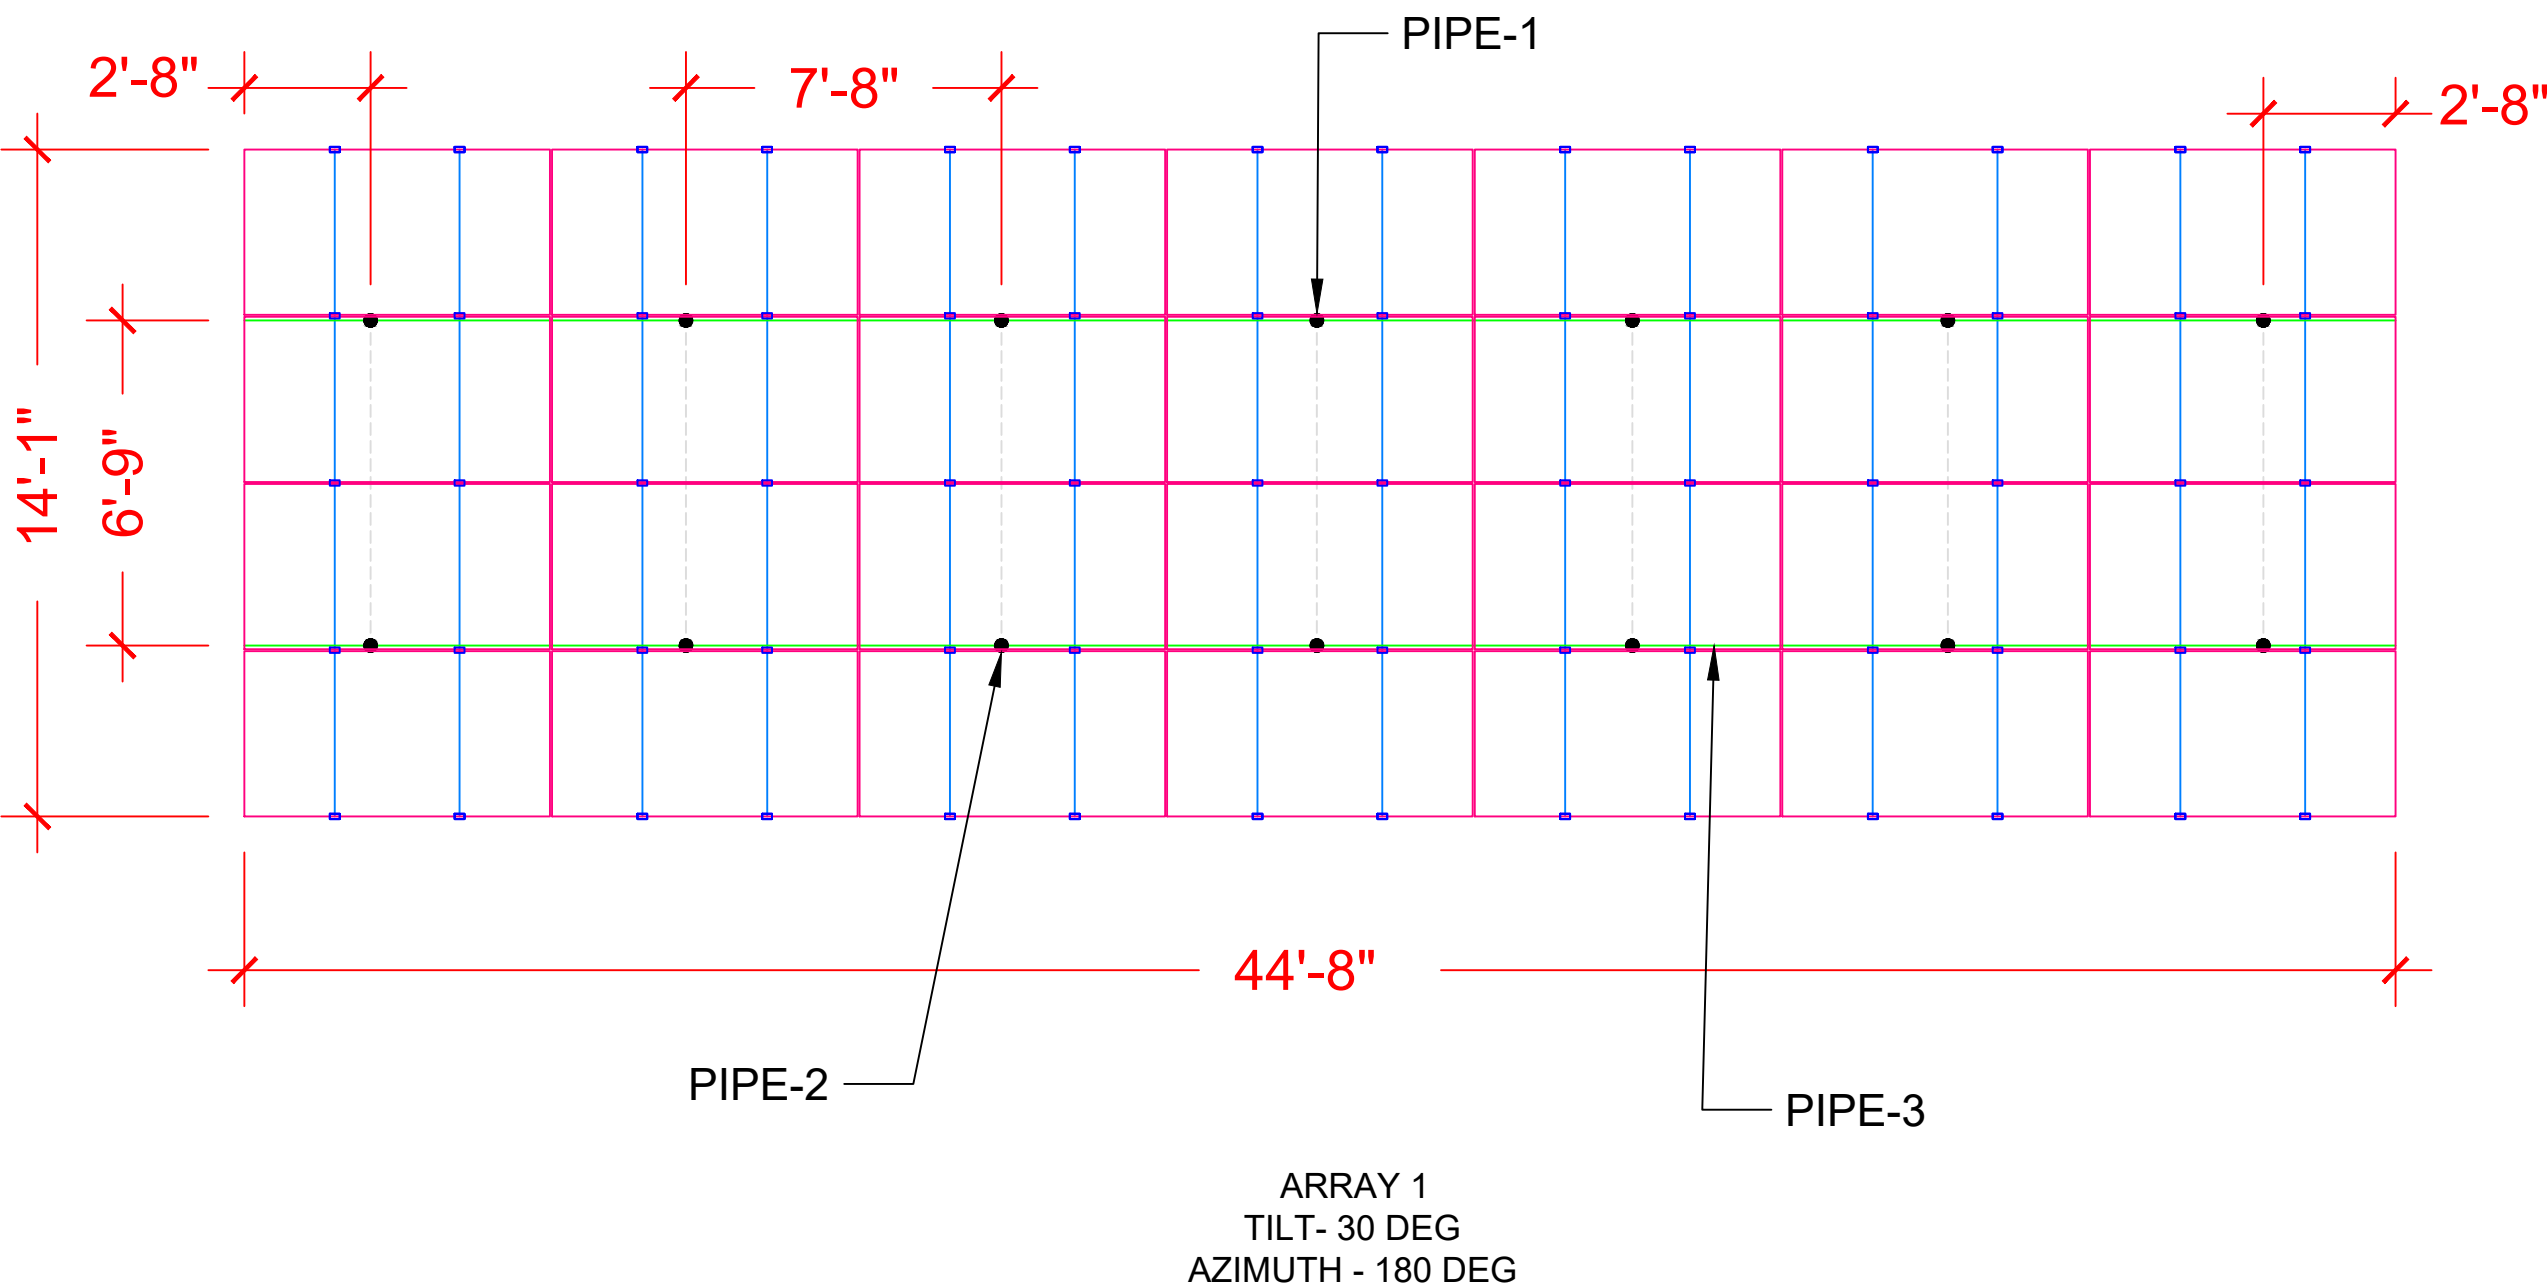 PIPE-1
2'-8"
7'-8"
2'-8"
14'-1"
6'-9"
44'-8"
PIPE-2
PIPE-3
ARRAY 1
TILT- 30 DEG
AZIMUTH - 180 DEG